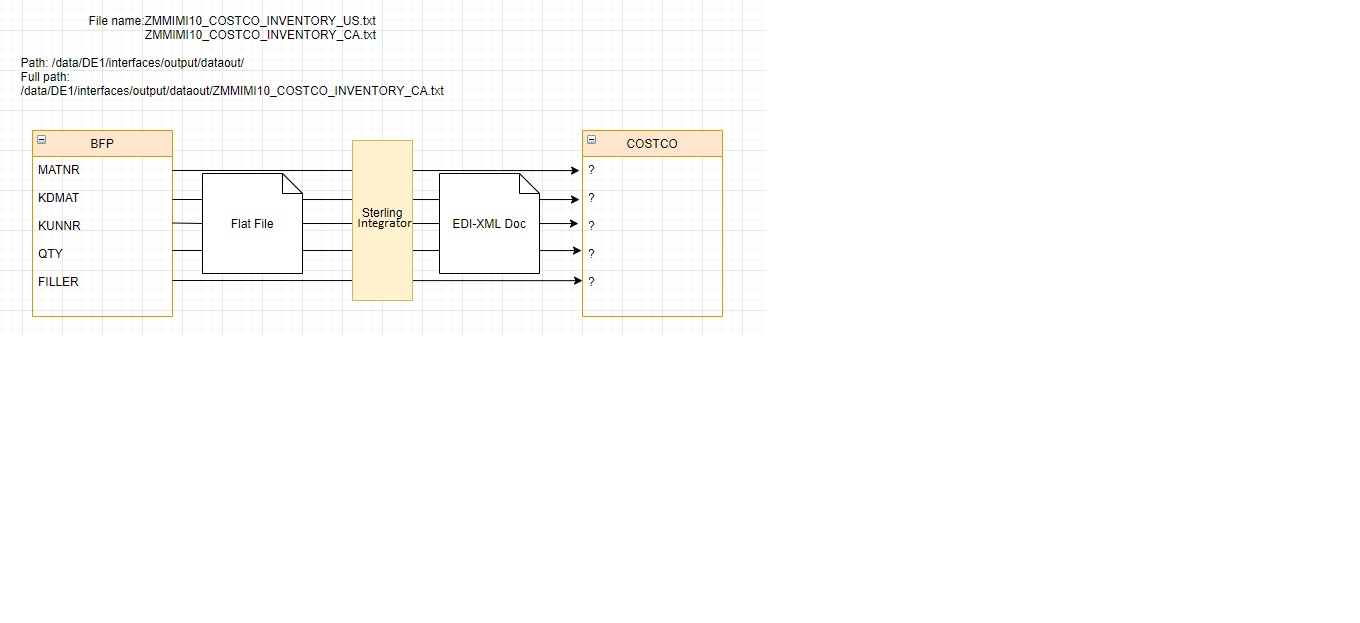 File name:ZMMIMI10_COSTCO_INVENTORY_US.txt
ZMMIMI10_COSTCO_INVENTORY_CA.txt
Path: /data/DE1/interfaces/output/dataout/
Full path:
/data/DE1/interfaces/output/dataout/ZMMIMI10_COSTCO_INVENTORY_CA.txt
BFP
MATNR
KDMAT
KUNNR
QTY
FILLER
Flat File
Sterling
Integrator
EDI-XML Doc
COSTCO
?
?
?
?
?